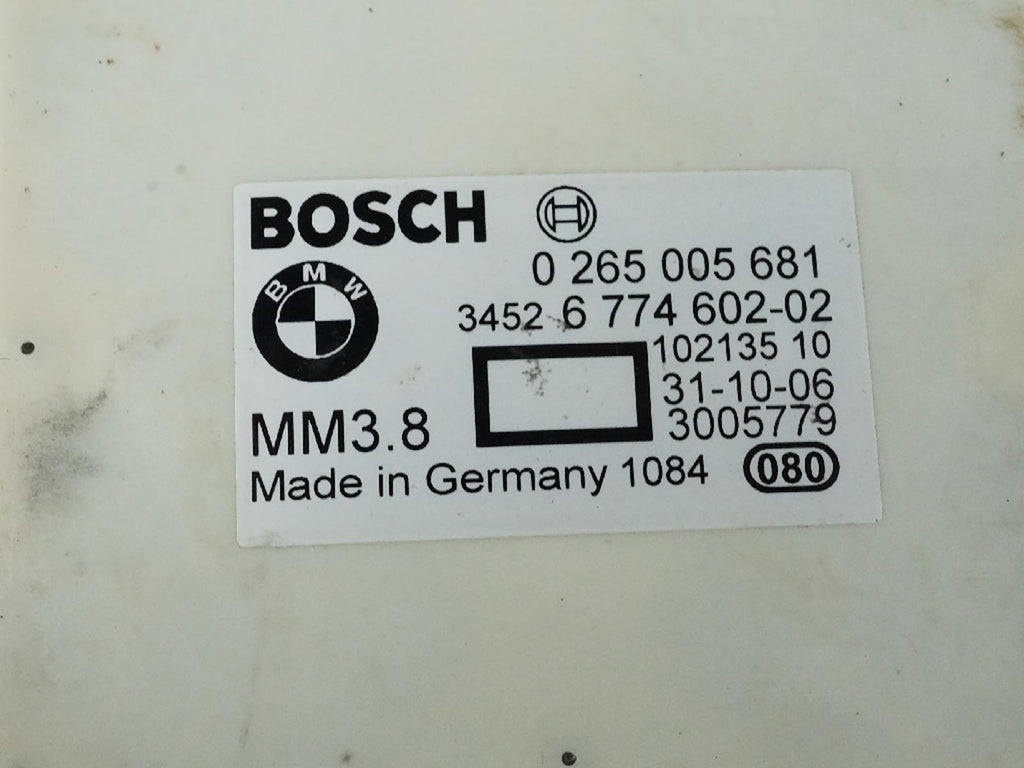 BOSCH
0 265 005 681
BMW
3452 6 774 602-02
102135 10
31-10-06
MM3.8
3005779
Made in Germany 1084
080